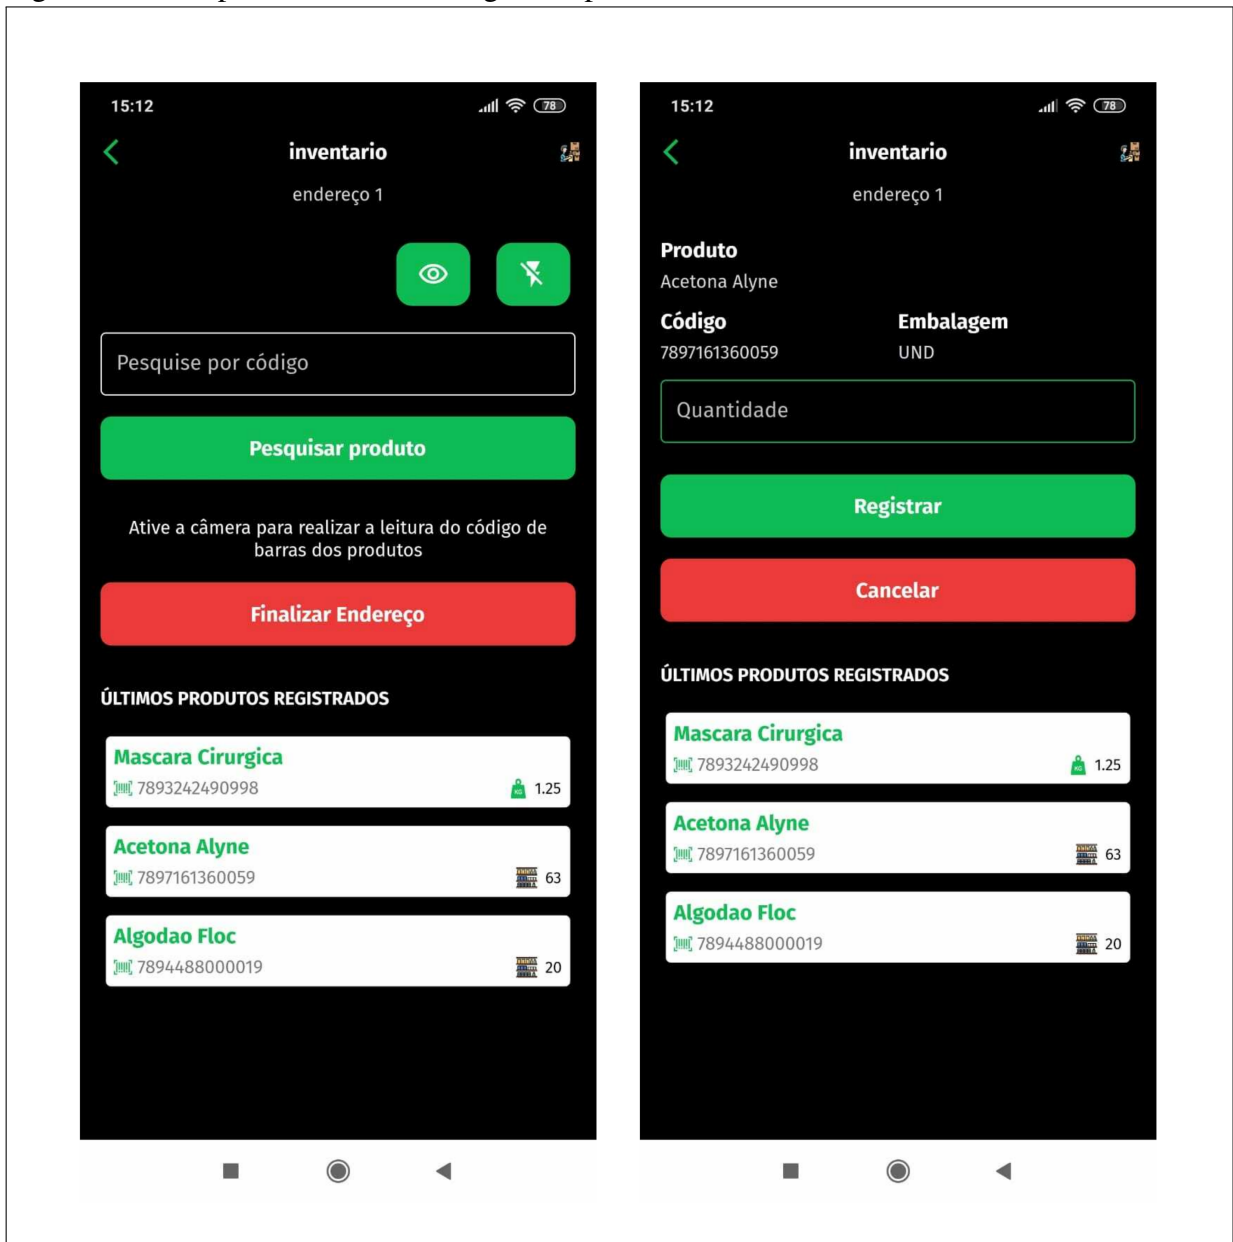 15:12
78
inventario
endereço 1
Pesquise por código
Pesquisar produto
Ative a câmera para realizar a leitura do código de
barras dos produtos
Finalizar Endereço
ÚLTIMOS PRODUTOS REGISTRADOS
Mascara Cirurgica
7893242490998
KG
1.25
Acetona Alyne
7897161360059
63
Algodao Floc
7894488000019
20
15:12
78
inventario
endereço 1
Produto
Acetona Alyne
Código
Embalagem
7897161360059
UND
Quantidade
Registrar
Cancelar
ÚLTIMOS PRODUTOS REGISTRADOS
Mascara Cirurgica
7893242490998
KG
1.25
Acetona Alyne
7897161360059
63
Algodao Floc
7894488000019
20